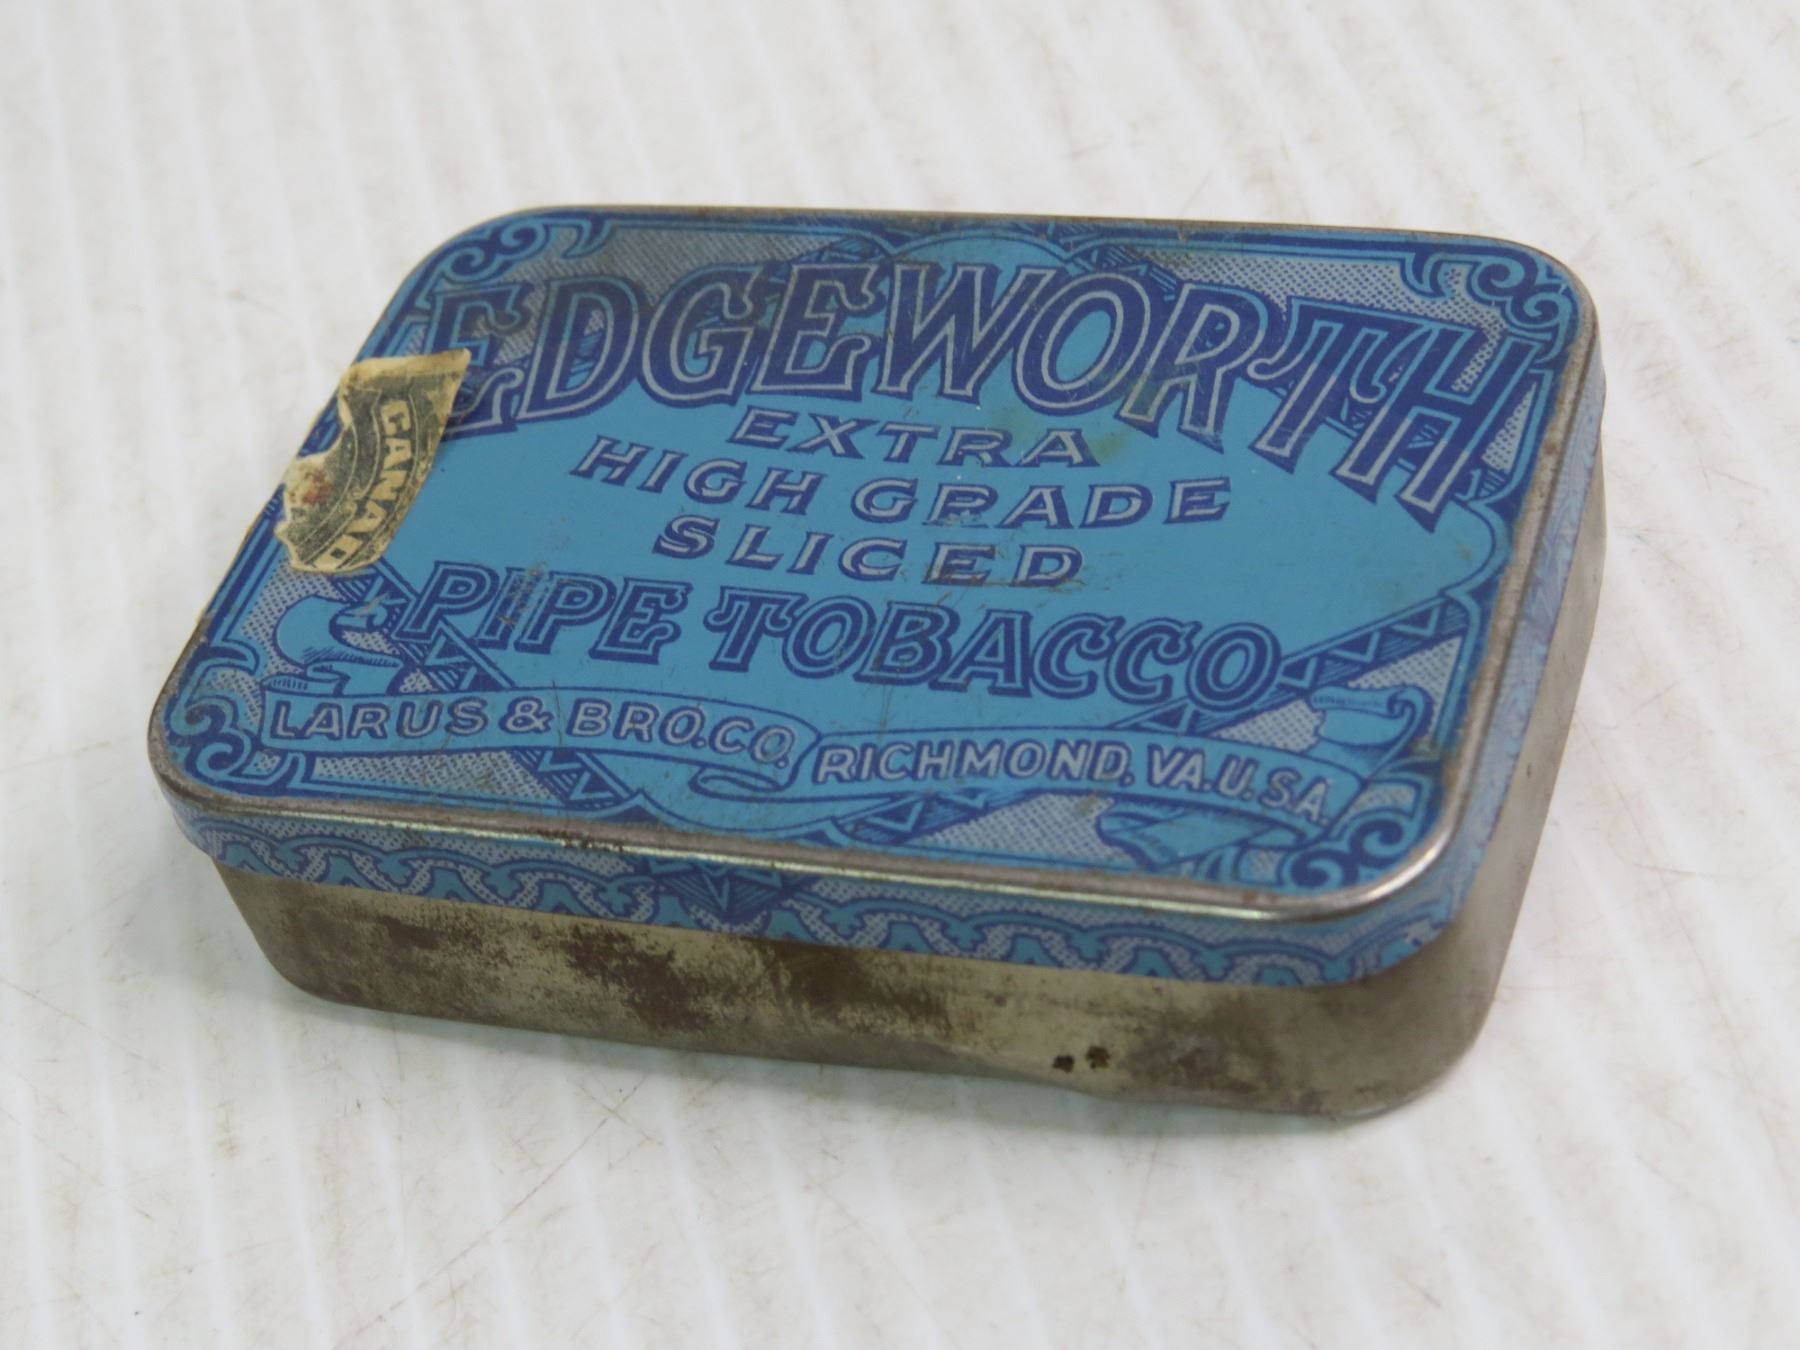 EDGEWORTH
EXTRA
HIGH GRADE
SLICED
PIPE TOBACCO
LARUS & BRO.CO.
RICHMOND, VA.U.S.A.
CANAD